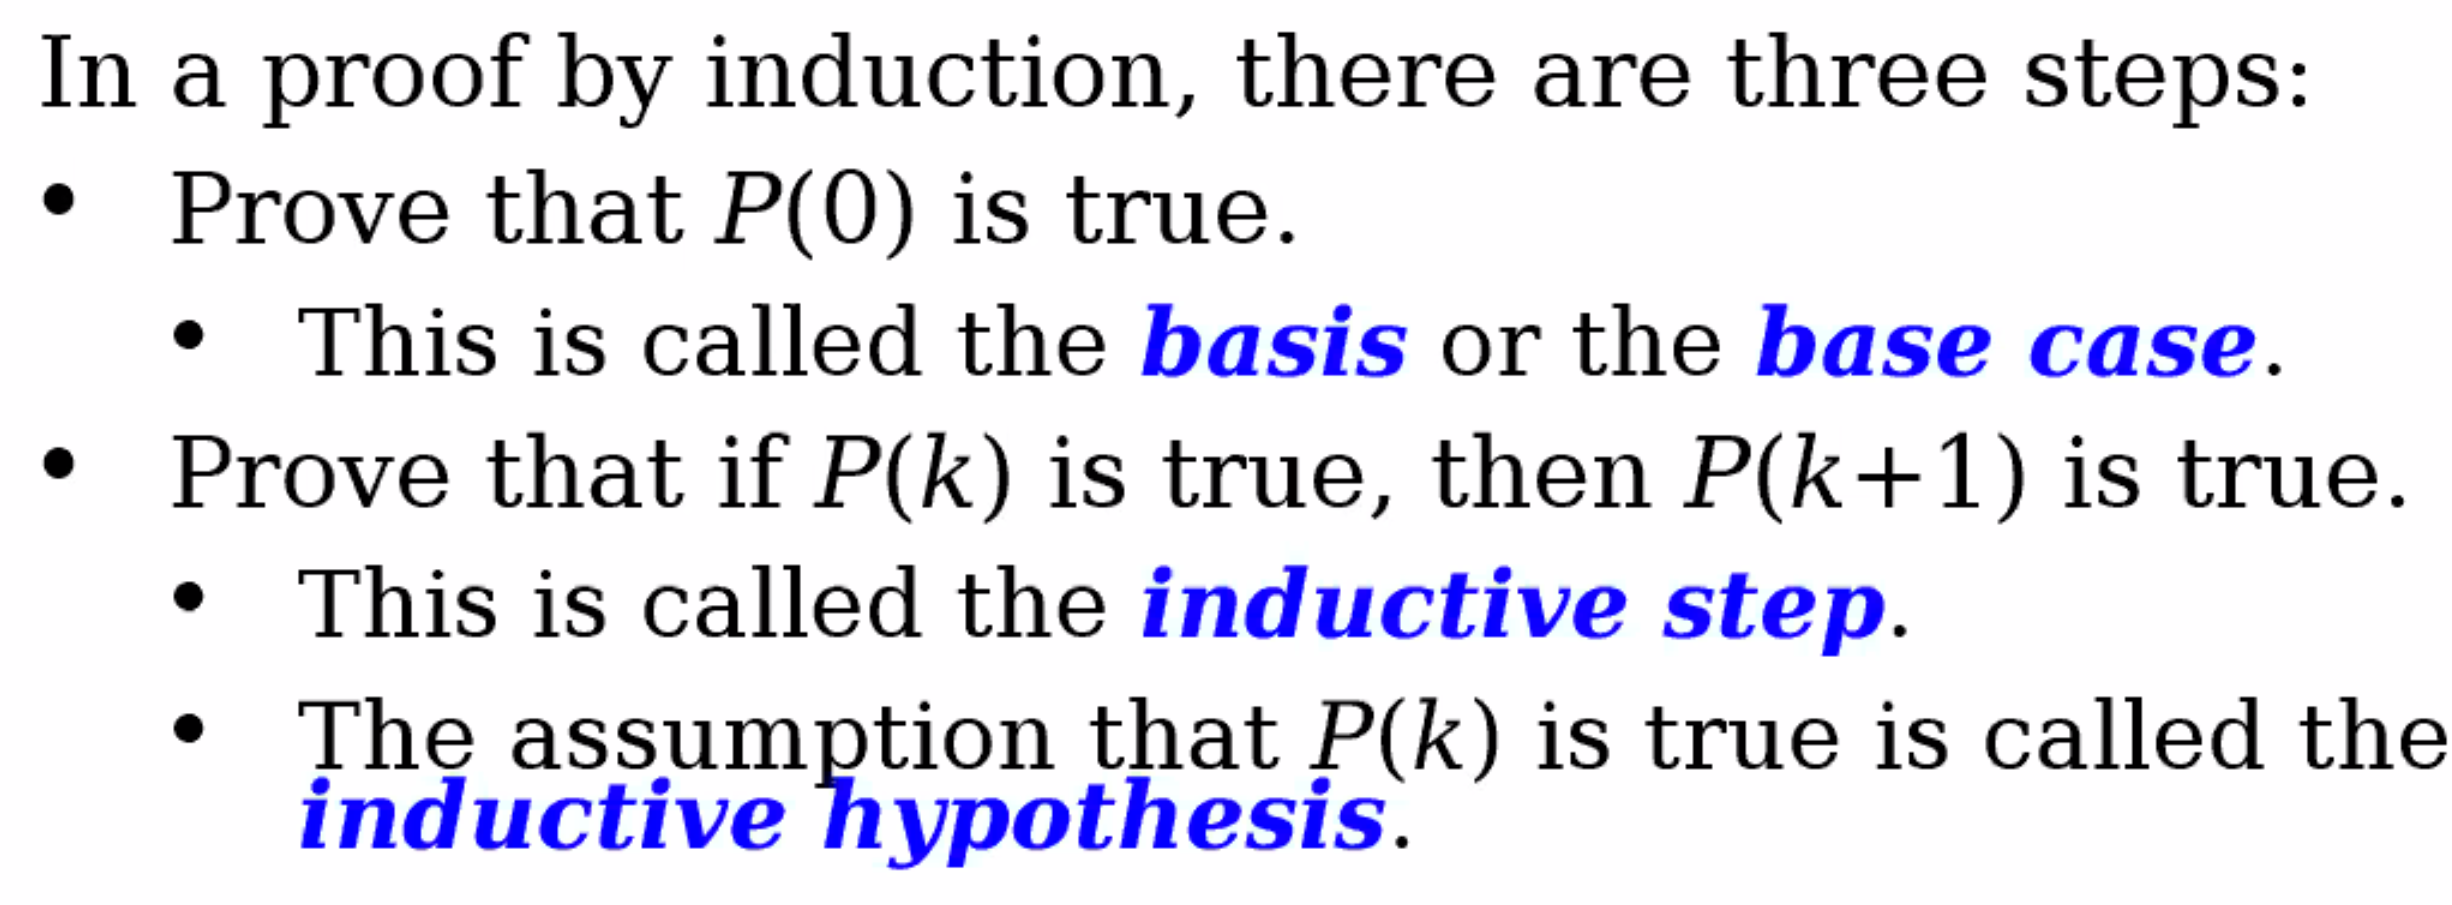 In a proof by induction, there are three steps:
• Prove that P(0) is true.
• This is called the basis or the base case.
• Prove that if P(k) is true, then P(k+1) is true.
• This is called the inductive step.
• The assumption that P(k) is true is called the
inductive hypothesis.